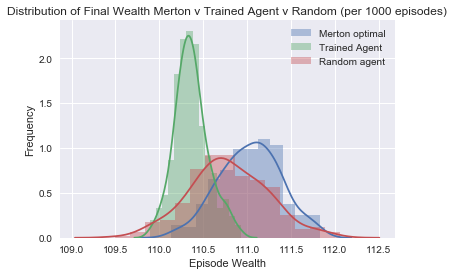 Distribution of Final Wealth Merton v Trained Agent v Random (per 1000 episodes)
Merton optimal
Trained Agent
Random agent
2.0
1.5
1.0
0.5
0.0
Frequency
109.0 109.5 110.0 110.5 111.0 111.5 112.0 112.5
Episode Wealth